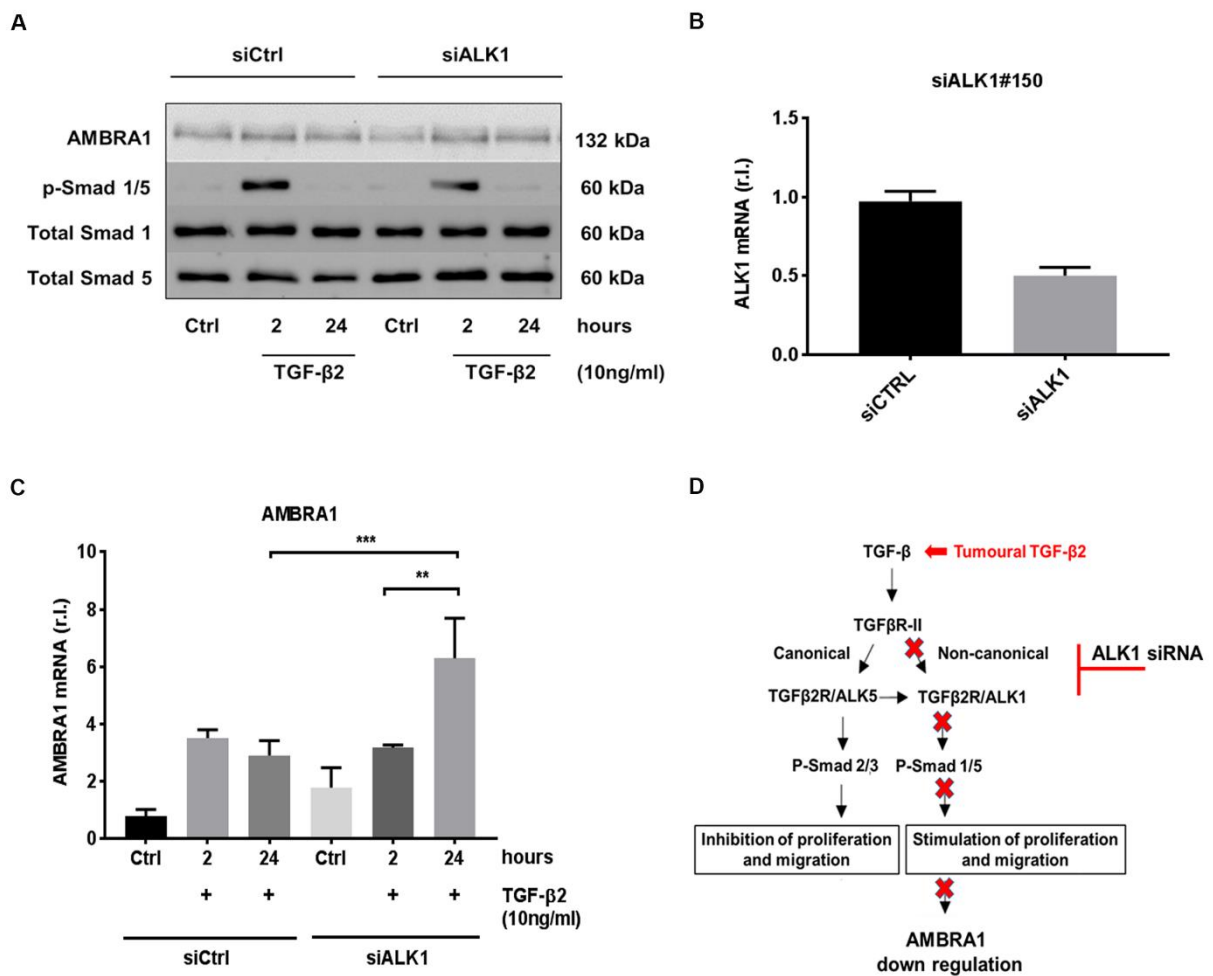 A
siCtrl siALK1
AMBRA1 132 kDa
p-Smad 1/5 60 kDa
Total Smad 1 60 kDa
Total Smad 5 60 kDa
Ctrl 2 24 Ctrl 2 24 hours
TGF-β2 TGF-β2 (10ng/ml)
B
siALK1#150
ALK1 mRNA (r.l.)
1.5
1.0
0.5
0.0
siCTRL siALK1
C
AMBRA1
AMBRA1 mRNA (r.l.)
10
8
6
4
2
0
***
**
Ctrl 2 24 Ctrl 2 24 hours
+ + + + TGF-β2
(10ng/ml)
siCtrl siALK1
D
TGF-β Tumoural TGF-β2
TGFβR-II
Canonical Non-canonical ALK1 siRNA
TGFβ2R/ALK5 TGFβ2R/ALK1
P-Smad 2/3 P-Smad 1/5
Inhibition of proliferation
and migration
Stimulation of proliferation
and migration
AMBRA1
down regulation